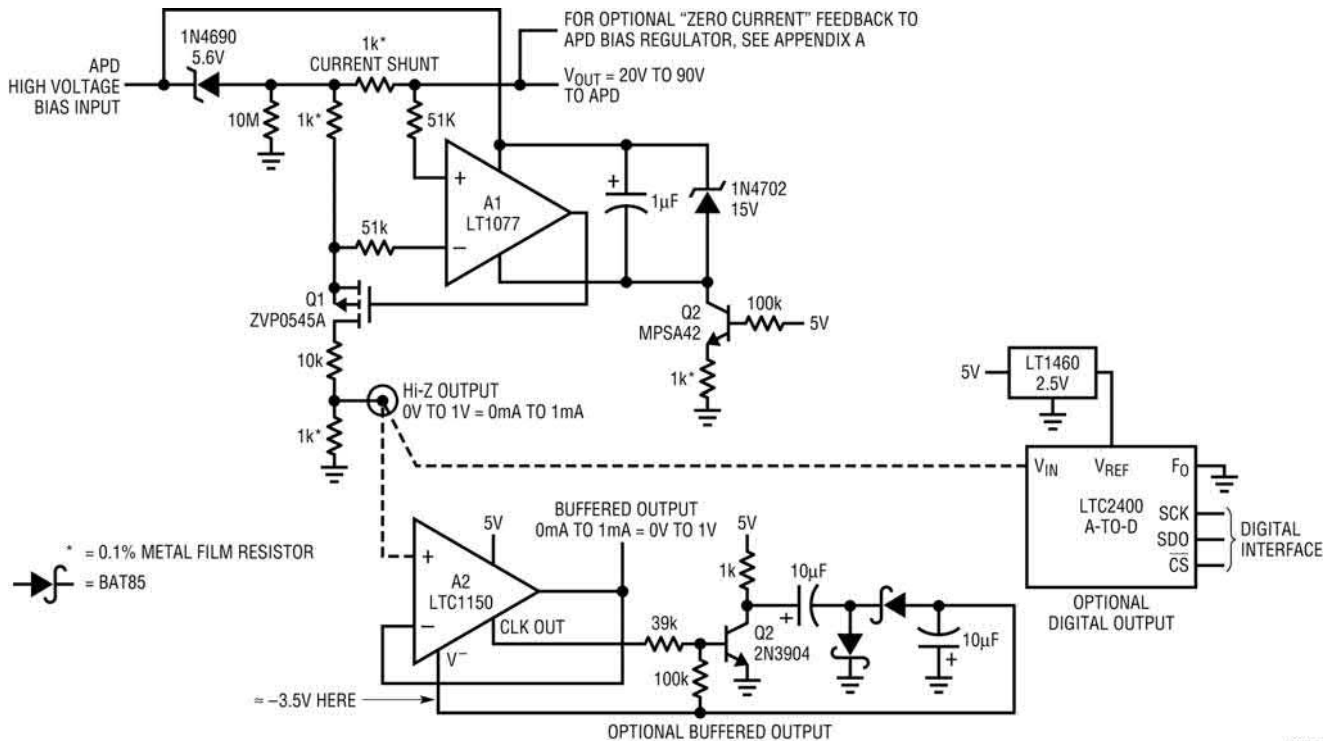 FOR OPTIONAL “ZERO CURRENT” FEEDBACK TO
APD BIAS REGULATOR, SEE APPENDIX A
1N4690
5.6V
1k*
CURRENT SHUNT
APD
HIGH VOLTAGE
BIAS INPUT
VOUT = 20V TO 90V
TO APD
10M
1k*
51K
+
A1
LT1077
−
+
1µF
1N4702
15V
51k
Q1
ZVP0545A
Q2
MPSA42
100k
5V
10k
1k*
Hi-Z OUTPUT
0V TO 1V = 0mA TO 1mA
1k*
5V
LT1460
2.5V
VIN
VREF
FO
LTC2400
A-TO-D
SCK
SDO
CS
DIGITAL
INTERFACE
OPTIONAL
DIGITAL OUTPUT
* = 0.1% METAL FILM RESISTOR
= BAT85
BUFFERED OUTPUT
0mA TO 1mA = 0V TO 1V
5V
+
A2
LTC1150
−
CLK OUT
V−
5V
1k
10µF
+
39k
Q2
2N3904
100k
10µF
+
≈ −3.5V HERE
OPTIONAL BUFFERED OUTPUT